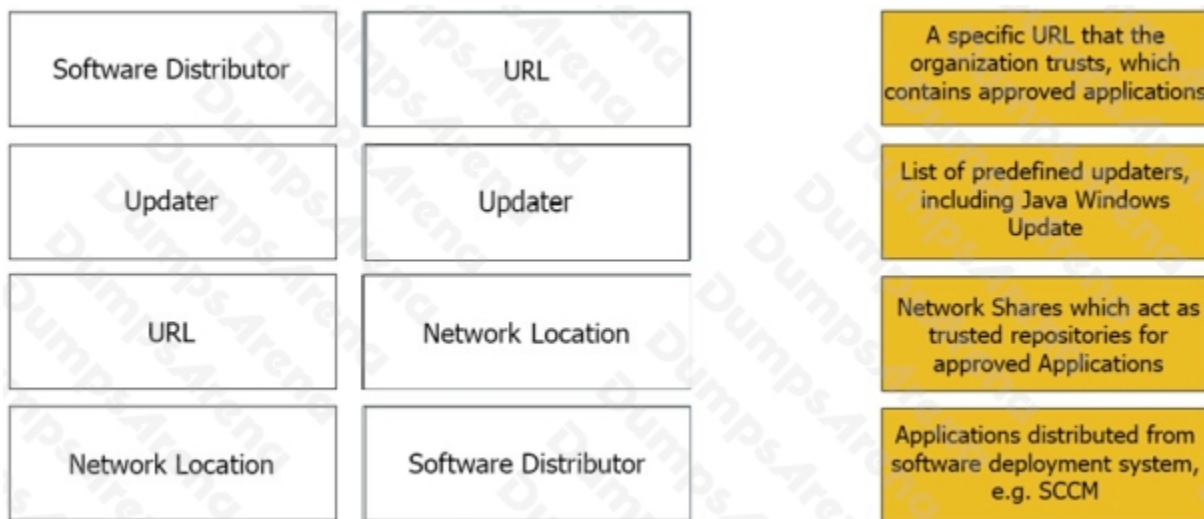 Software Distributor
URL
A specific URL that the
organization trusts, which
contains approved applications
Updater
Updater
List of predefined updaters,
including Java Windows
Update
URL
Network Location
Network Shares which act as
trusted repositories for
approved Applications
Network Location
Software Distributor
Applications distributed from
software deployment system,
e.g. SCCM
DumpsArena